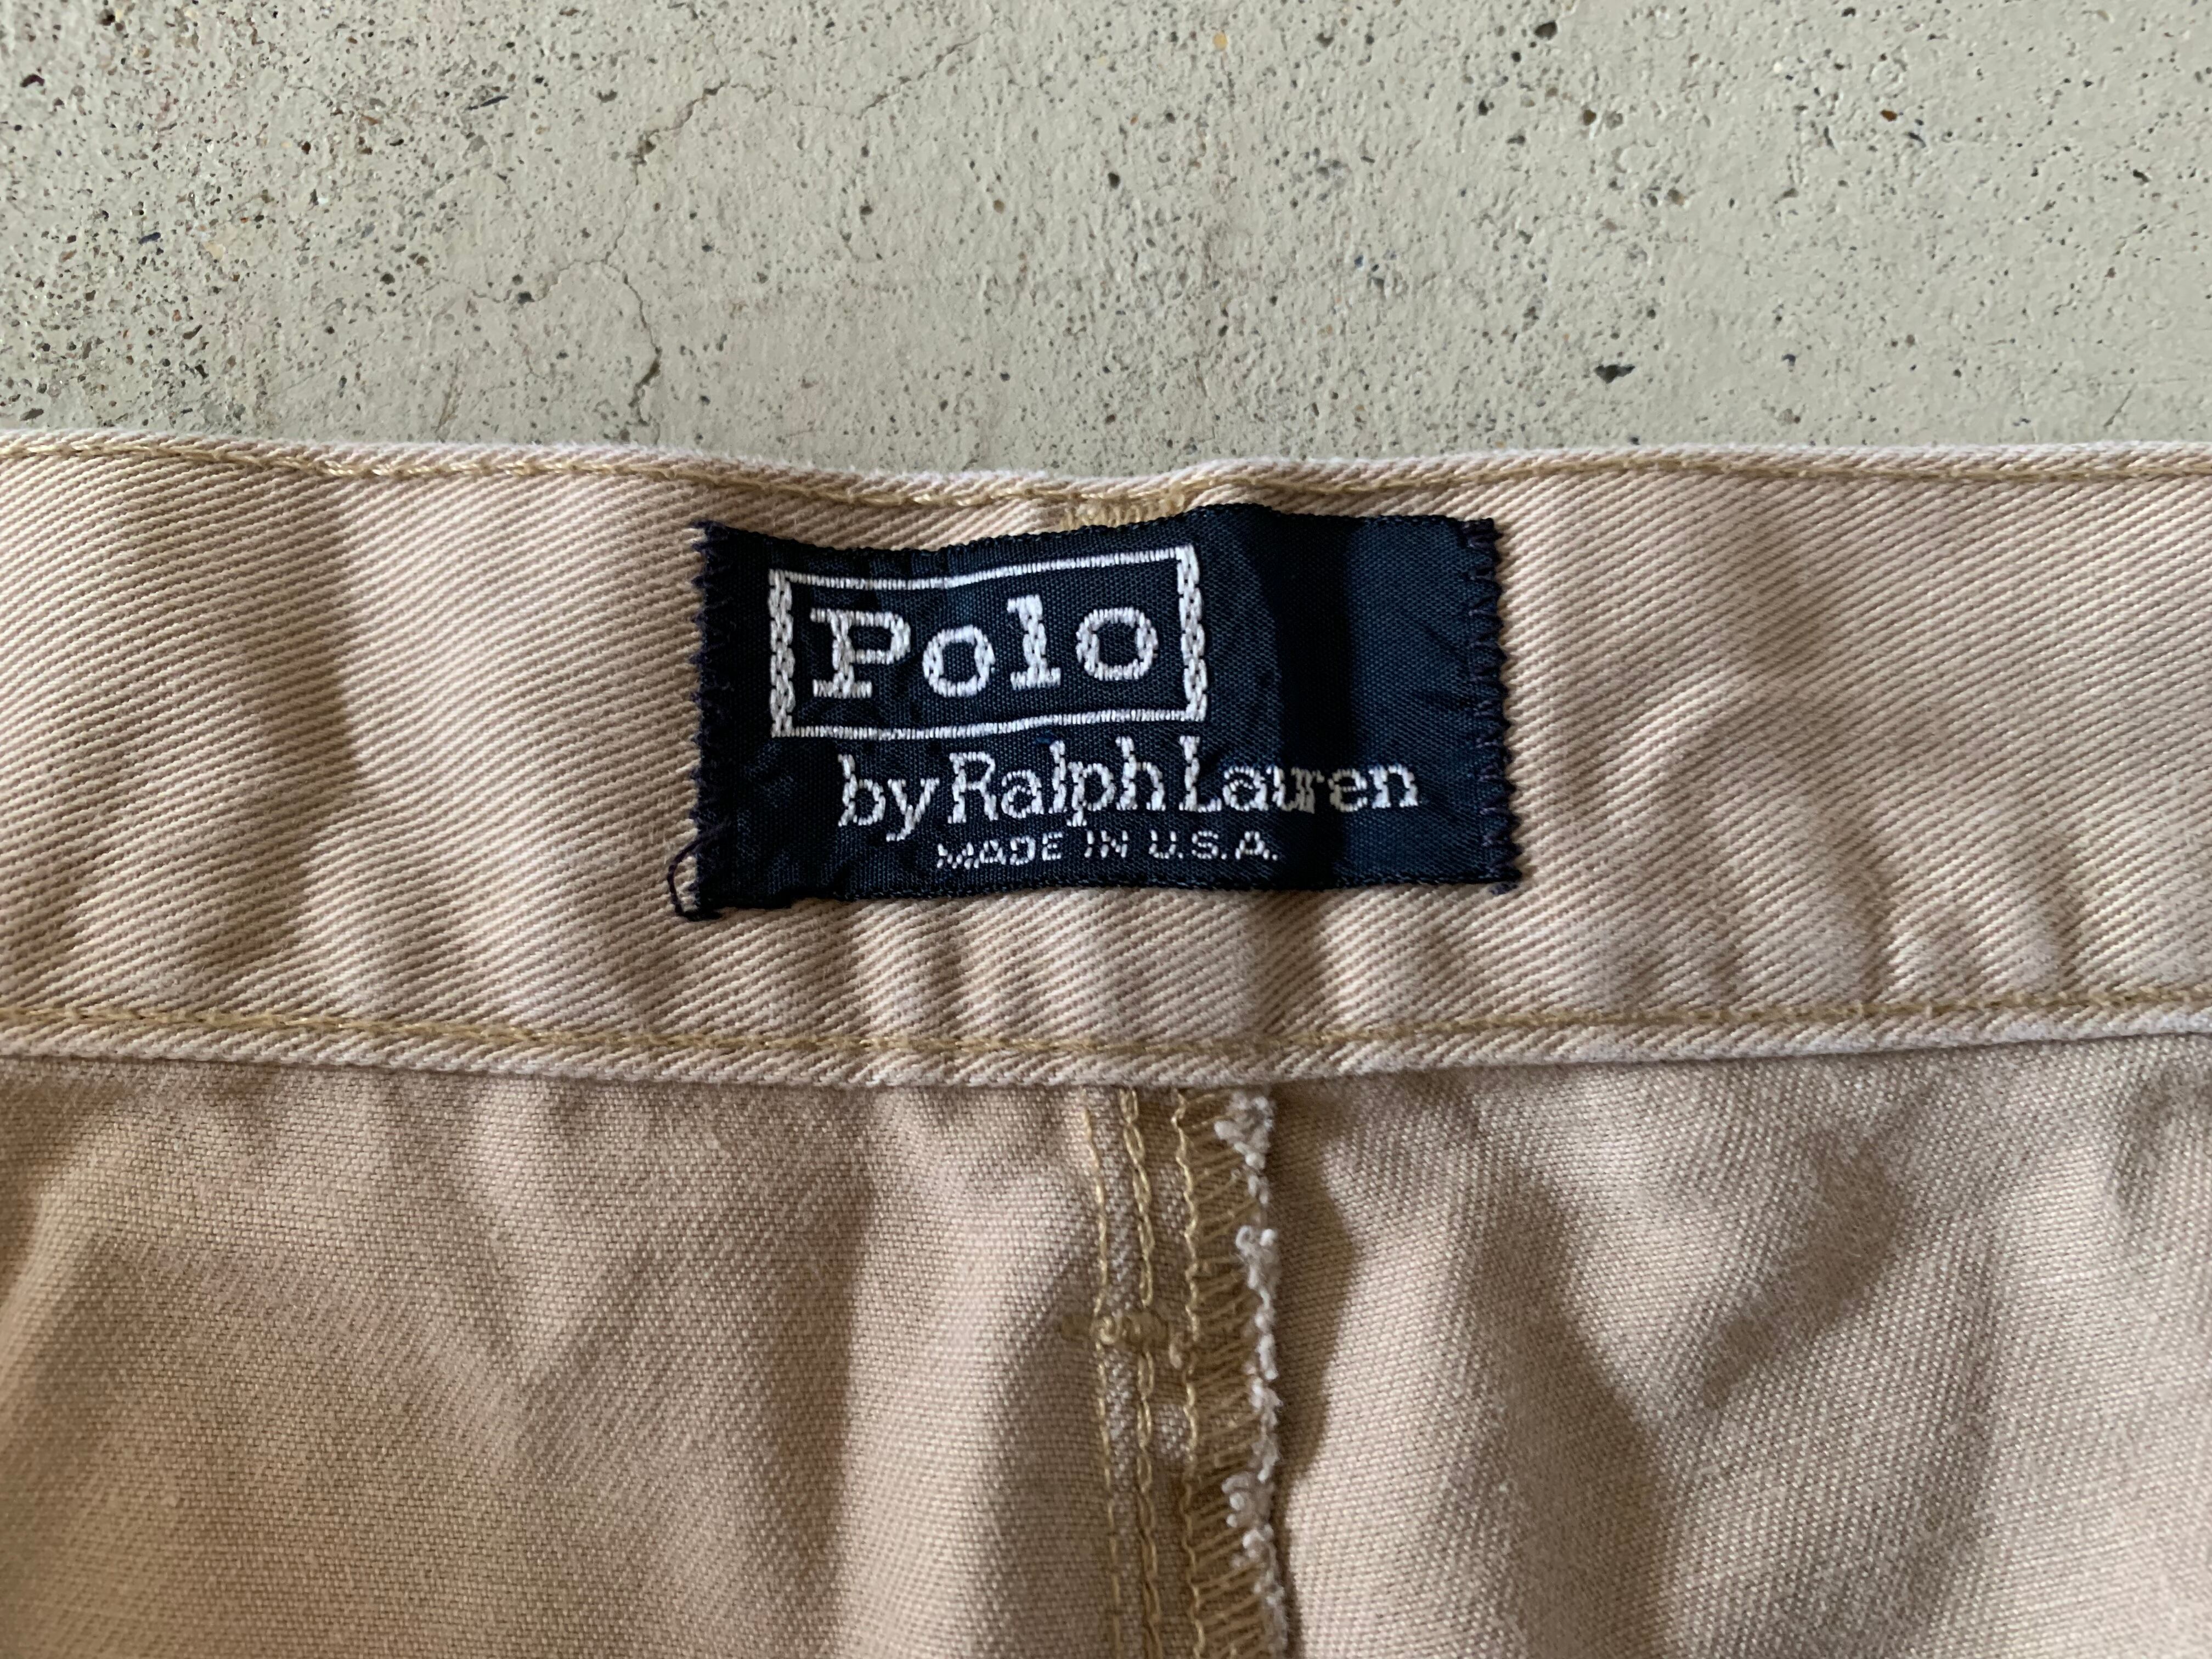 Polo
by Ralph Lauren
MADE IN U.S.A.